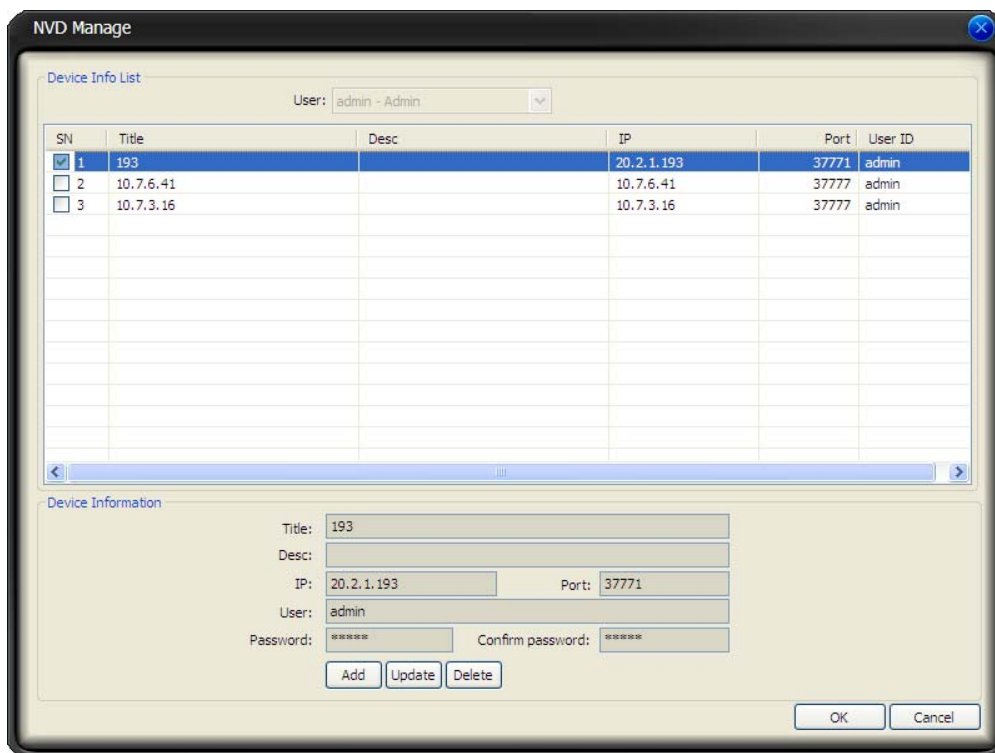 NVD Manage
Device Info List
User: admin - Admin
SN Title Desc IP Port User ID
1 193 20.2.1.193 37771 admin
2 10.7.6.41 10.7.6.41 37777 admin
3 10.7.3.16 10.7.3.16 37777 admin
Device Information
Title: 193
Desc:
IP: 20.2.1.193 Port: 37771
User: admin
Password: ***** Confirm password: *****
Add Update Delete
OK Cancel